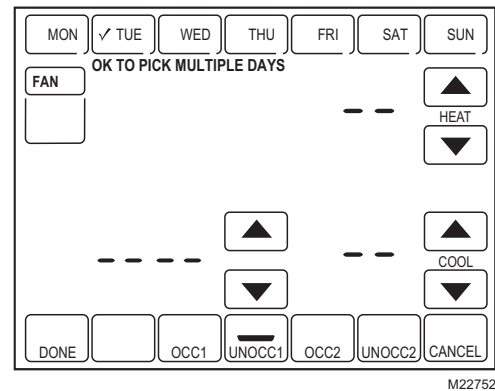 MON ✓ TUE WED THU FRI SAT SUN
OK TO PICK MULTIPLE DAYS
FAN
HEAT
COOL
DONE OCC1 UNOCC1 OCC2 UNOCC2 CANCEL
M22752